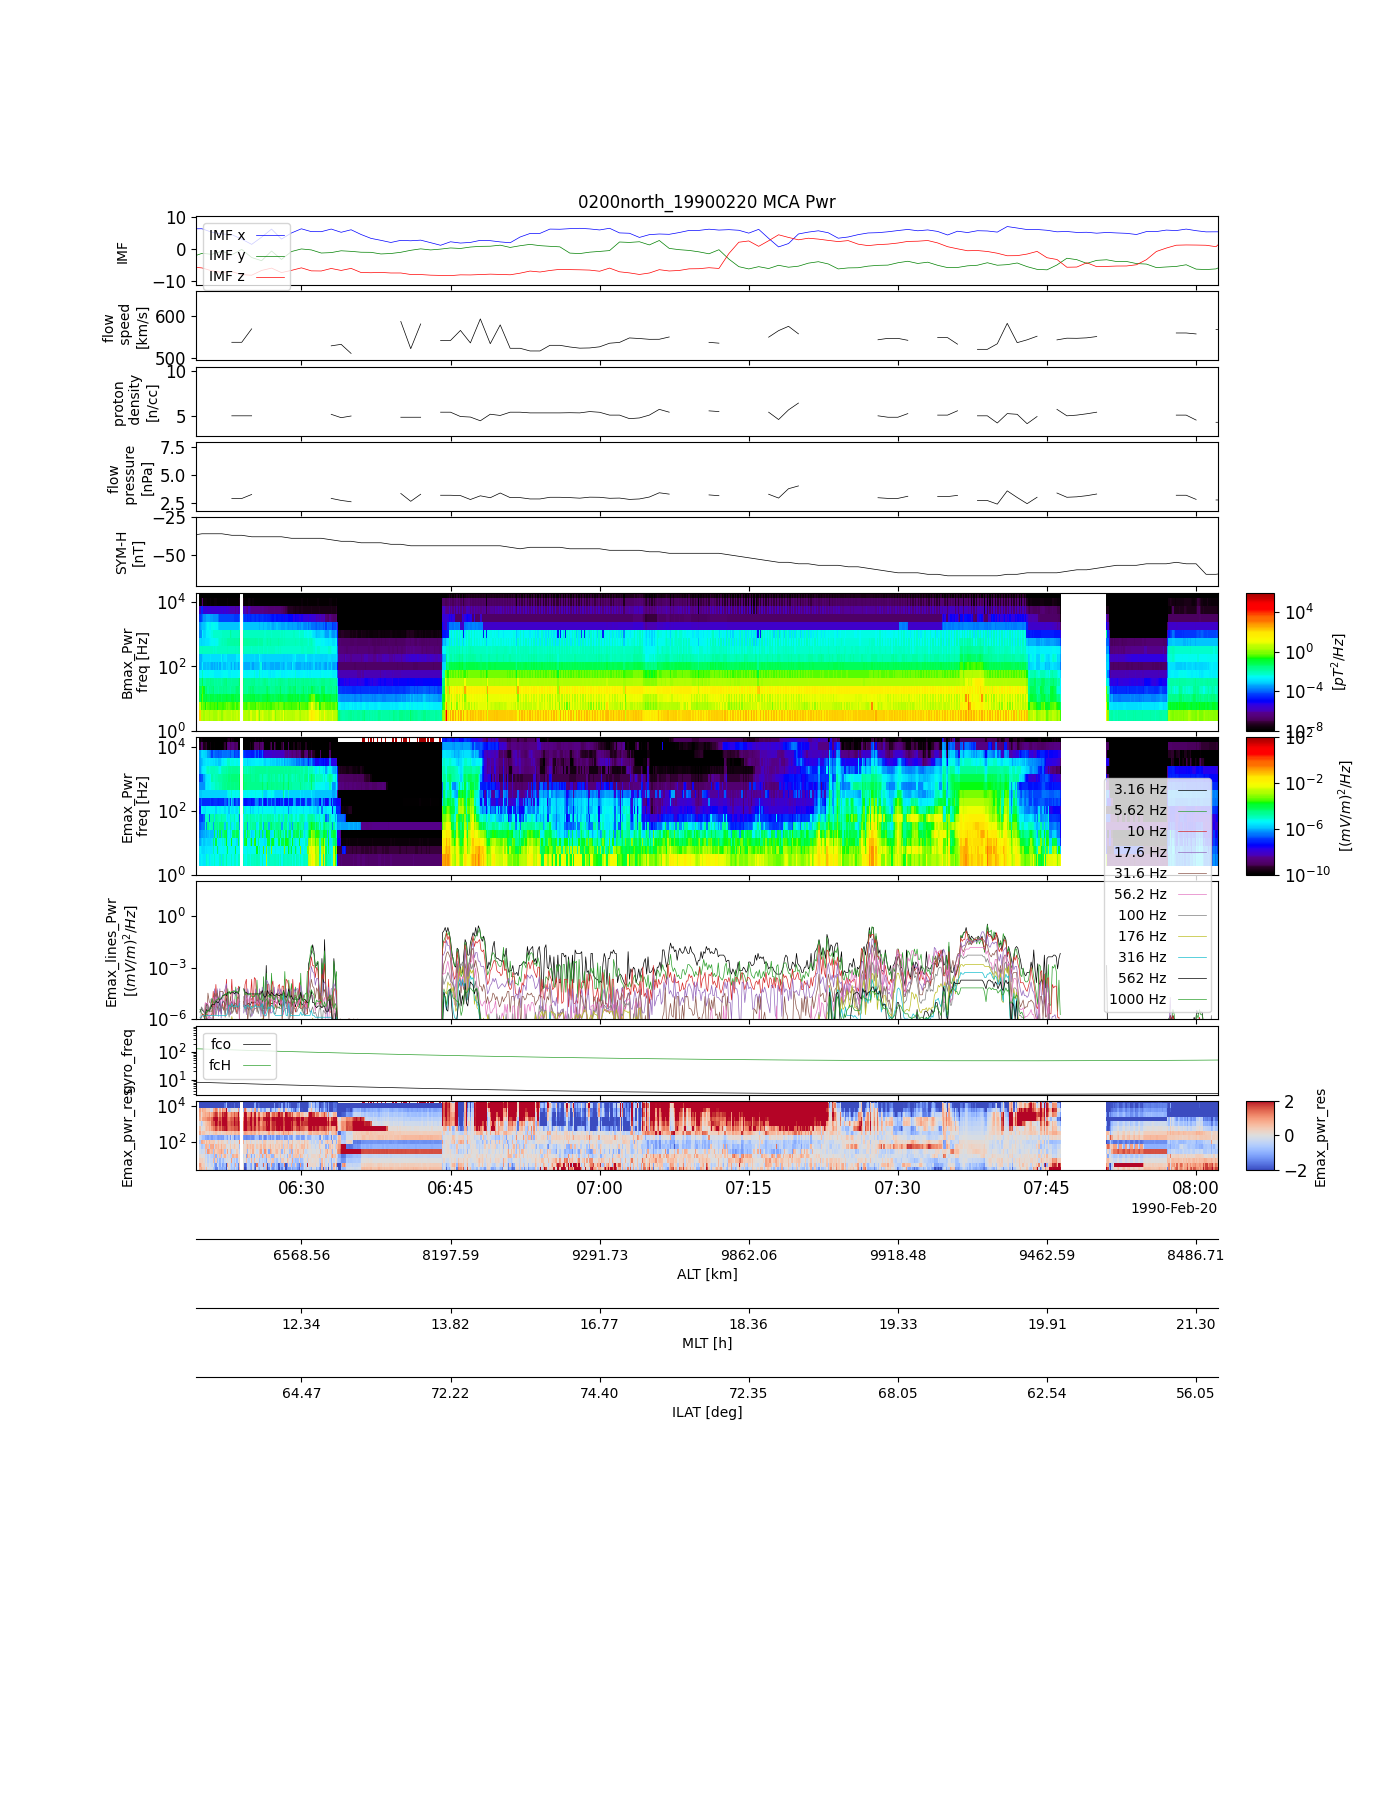 0200north_19900220 MCA Pwr
10
0
−10
IMF
IMF x
IMF y
IMF z
600
500
flow
speed
[km/s]
10
5
proton
density
[n/cc]
7.5
5.0
2.5
flow
pressure
[nPa]
−25
−50
SYM-H
[nT]
10^4
10^2
10^0
Bmax_Pwr
freq [Hz]
10^4
10^0
10^−4
10^−8
[pT^2/Hz]
10^4
10^2
10^0
Emax_Pwr
freq [Hz]
10^2
10^−2
10^−6
10^−10
[(mV/m)^2/Hz]
3.16 Hz
5.62 Hz
10 Hz
17.6 Hz
31.6 Hz
56.2 Hz
100 Hz
176 Hz
316 Hz
562 Hz
1000 Hz
10^0
10^−3
10^−6
Emax_lines_Pwr
[(mV/m)^2/Hz]
10^2
10^1
gyro_freq
fco
fcH
10^4
10^2
Emax_pwr_res
2
0
−2
Emax_pwr_res
06:30 06:45 07:00 07:15 07:30 07:45 08:00
1990-Feb-20
6568.56 8197.59 9291.73 9862.06 9918.48 9462.59 8486.71
ALT [km]
12.34 13.82 16.77 18.36 19.33 19.91 21.30
MLT [h]
64.47 72.22 74.40 72.35 68.05 62.54 56.05
ILAT [deg]